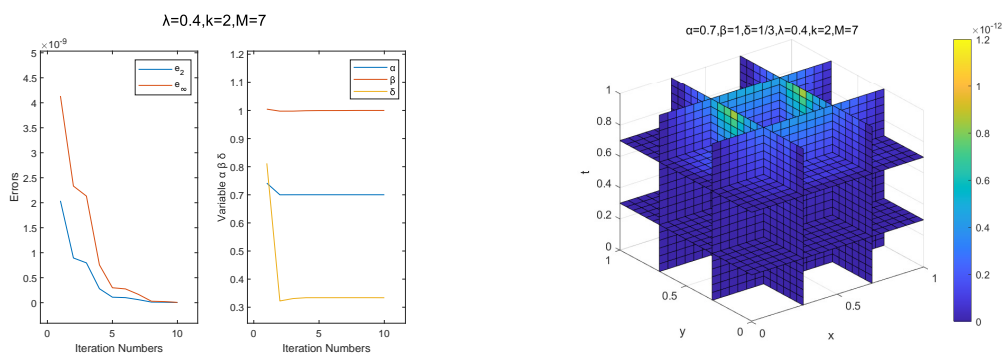 λ=0.4,k=2,M=7
×10⁻⁹
5
4.5
4
3.5
3
2.5
2
1.5
1
0.5
0
Errors
0 5 10
Iteration Numbers
e₂
e∞
1.2
1.1
1
0.9
0.8
0.7
0.6
0.5
0.4
0.3
Variable α β δ
0 5 10
Iteration Numbers
α
β
δ
α=0.7,β=1,δ=1/3,λ=0.4,k=2,M=7
1
0.8
0.6
0.4
0.2
0
t
1
0.5
0
y
0
0.5
1
x
×10⁻¹²
1.2
1
0.8
0.6
0.4
0.2
0